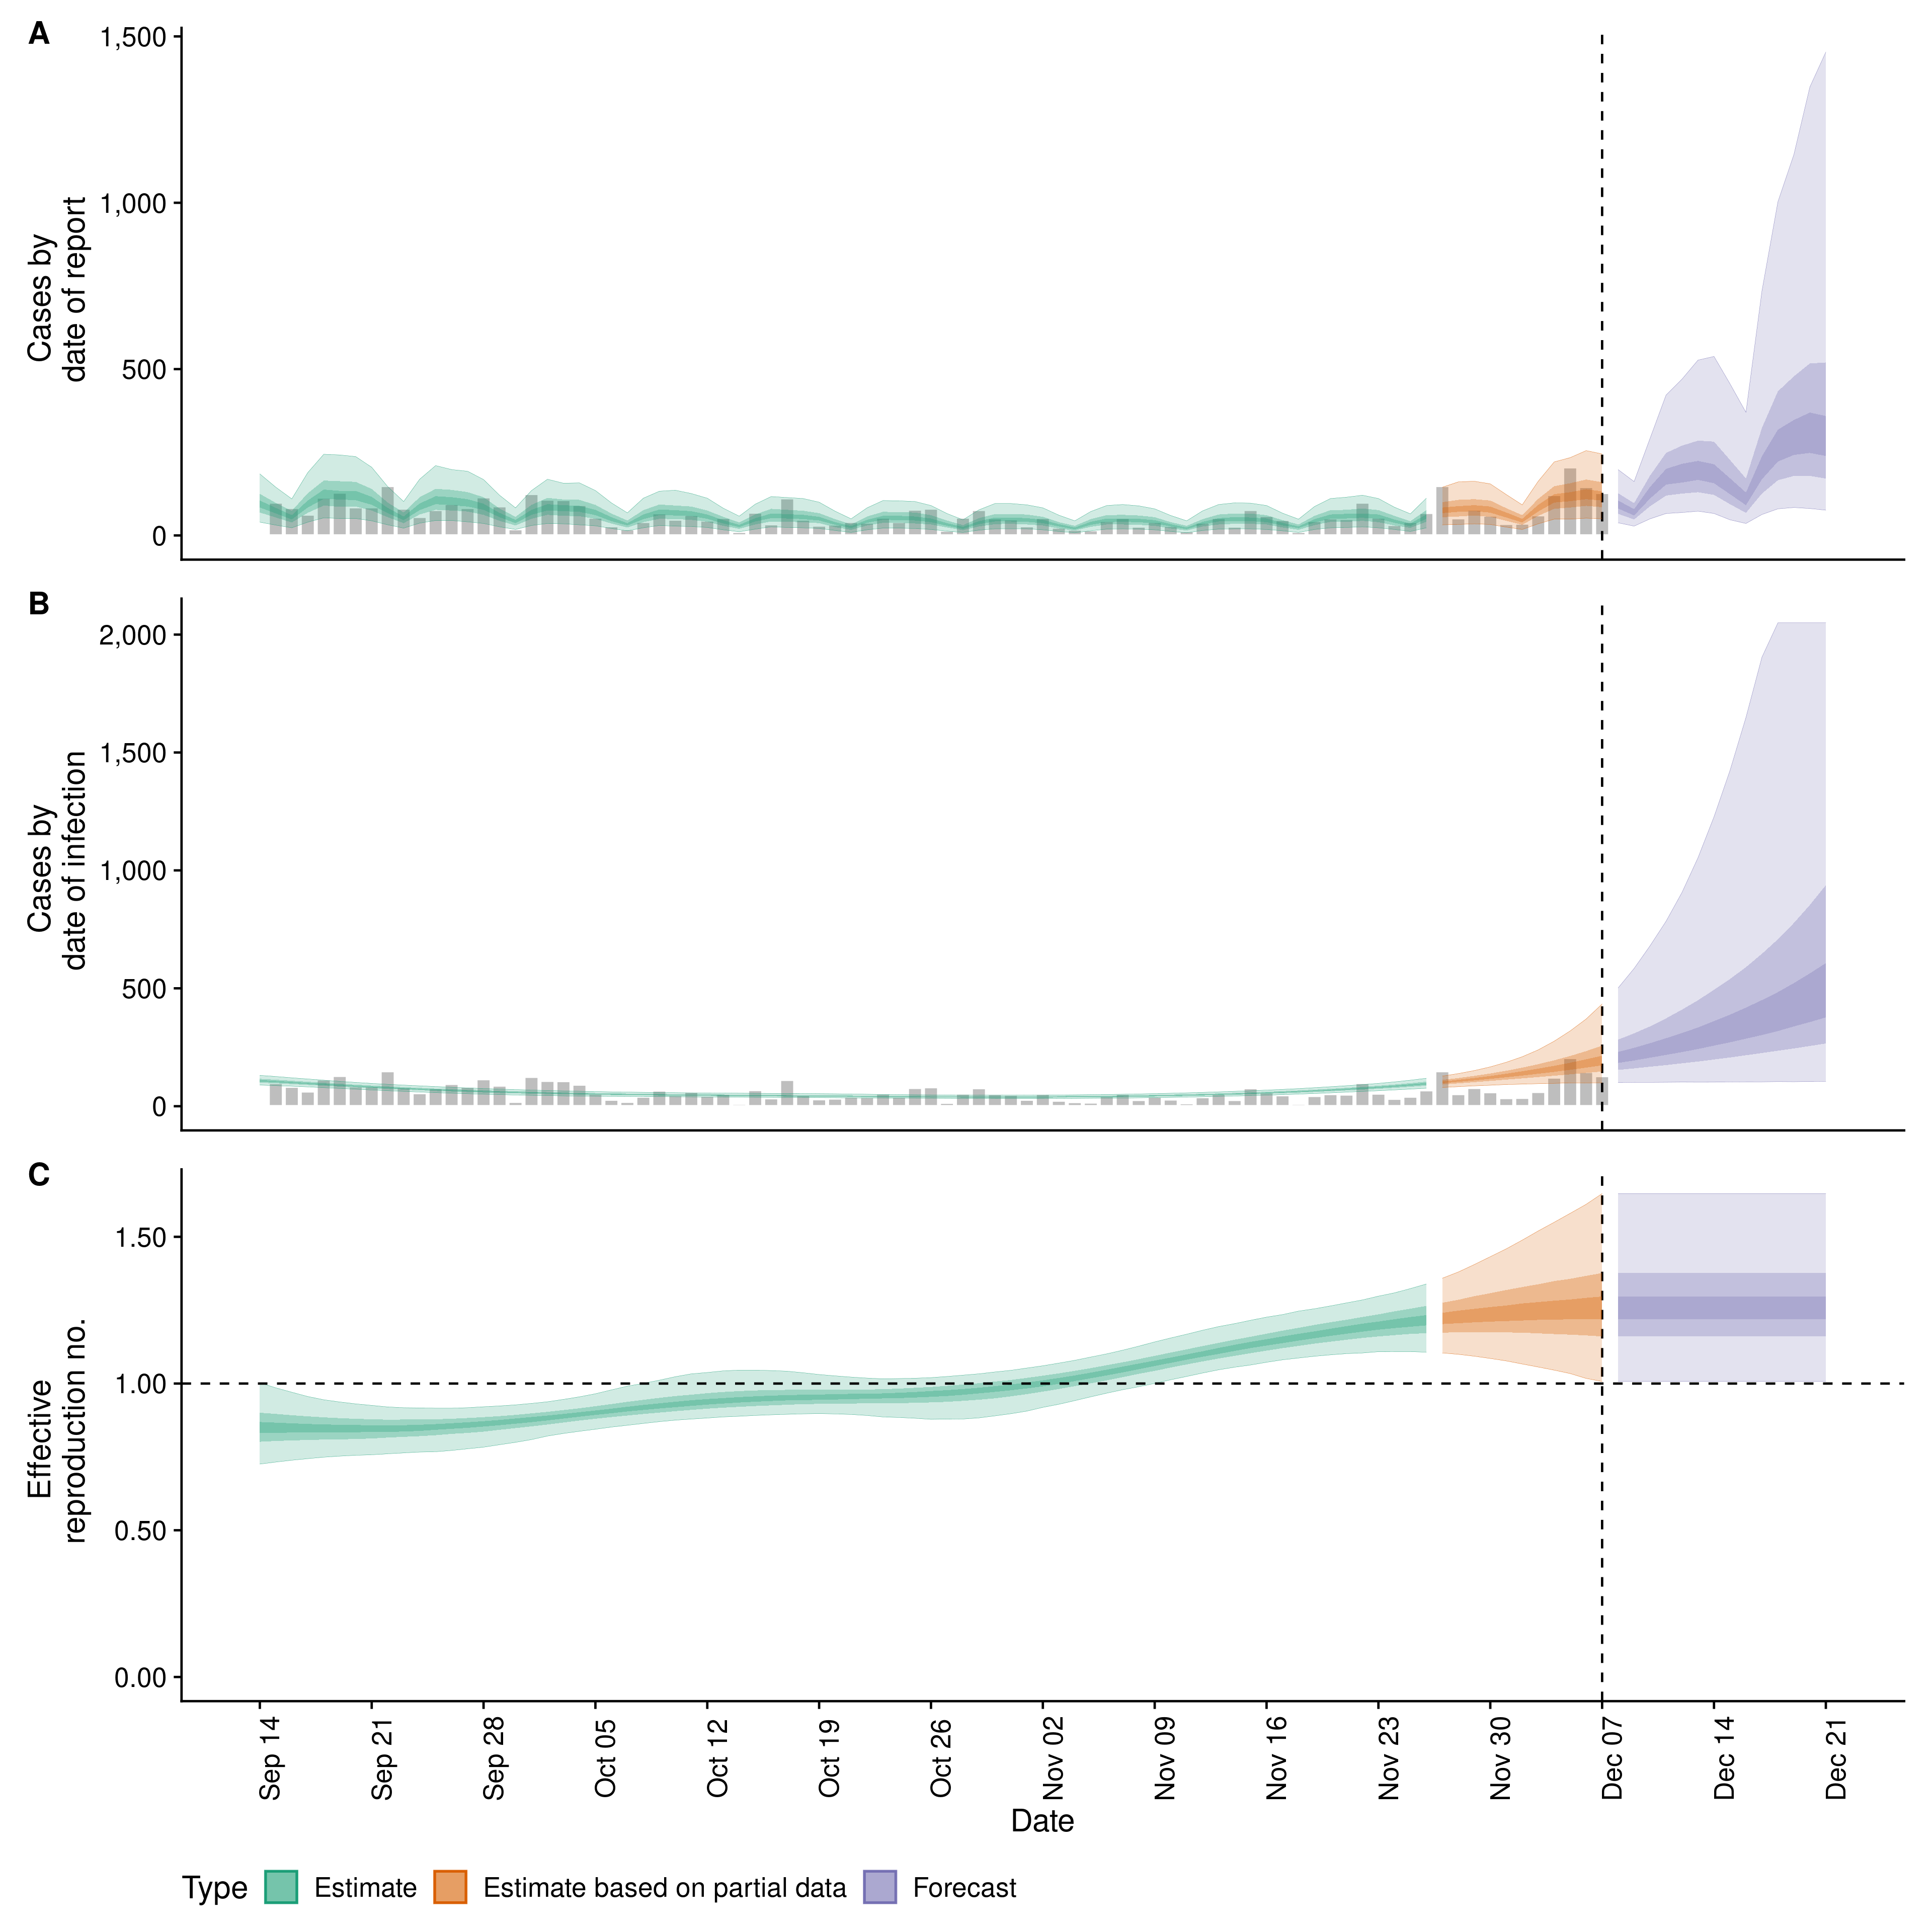 A
1,500
1,000
500
0
Cases by
date of report
B
2,000
1,500
1,000
500
0
Cases by
date of infection
C
1.50
1.00
0.50
0.00
Effective
reproduction no.
Sep 14
Sep 21
Sep 28
Oct 05
Oct 12
Oct 19
Oct 26
Nov 02
Nov 09
Nov 16
Nov 23
Nov 30
Dec 07
Dec 14
Dec 21
Date
Type Estimate Estimate based on partial data Forecast